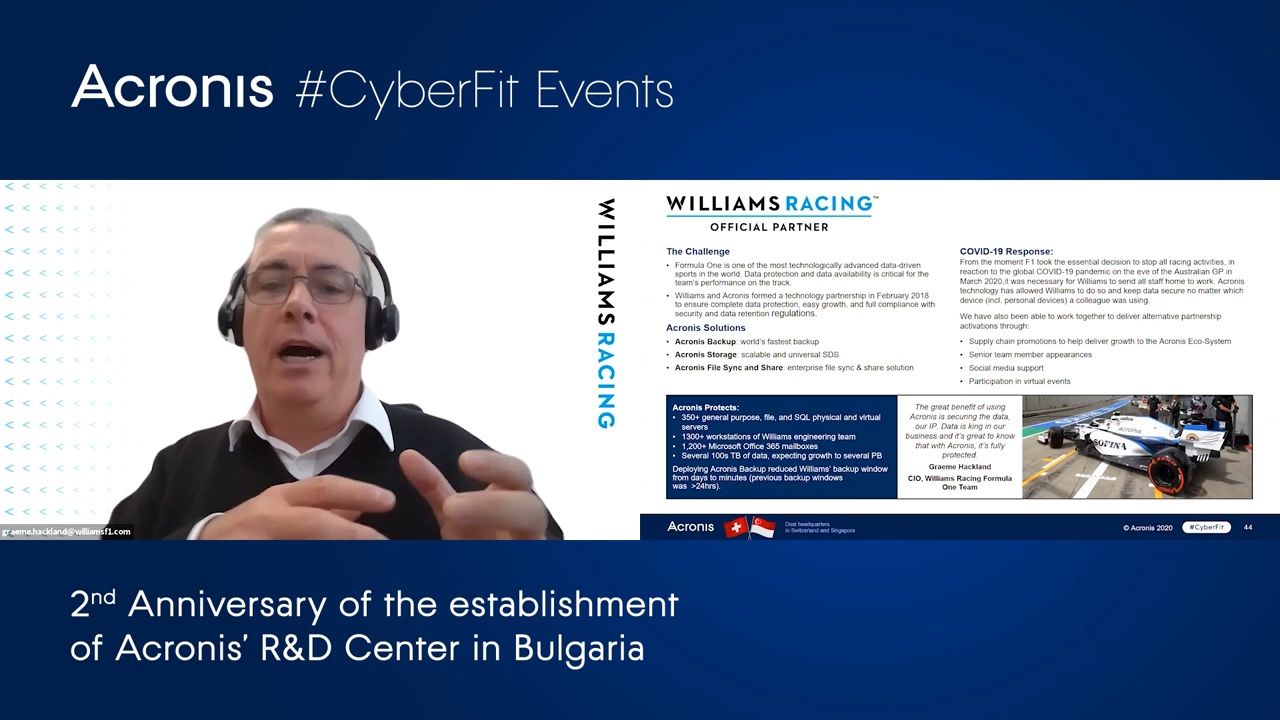 Acronis #CyberFit Events
WILLIAMS RACING
graeme.hackland@williamsf1.com
WILLIAMS RACING™
OFFICIAL PARTNER
The Challenge
• Formula One is one of the most technologically advanced data-driven
sports in the world. Data protection and data availability is critical for the
team's performance on the track.
• Williams and Acronis formed a technology partnership in February 2018
to ensure complete data protection, easy growth, and full compliance with
security and data retention regulations.
Acronis Solutions
• Acronis Backup: world's fastest backup
• Acronis Storage: scalable and universal SDS
• Acronis File Sync and Share: enterprise file sync & share solution
COVID-19 Response:
From the moment F1 took the essential decision to stop all racing activities, in
reaction to the global COVID-19 pandemic on the eve of the Australian GP in
March 2020,it was necessary for Williams to send all staff home to work. Acronis
technology has allowed Williams to do so and keep data secure no matter which
device (incl. personal devices) a colleague was using.
We have also been able to work together to deliver alternative partnership
activations through:
• Supply chain promotions to help deliver growth to the Acronis Eco-System
• Senior team member appearances
• Social media support
• Participation in virtual events
Acronis Protects:
• 350+ general purpose, file, and SQL physical and virtual
servers
• 1300+ workstations of Williams engineering team
• 1,200+ Microsoft Office 365 mailboxes
• Several 100s TB of data, expecting growth to several PB
Deploying Acronis Backup reduced Williams' backup window
from days to minutes (previous backup windows
was >24hrs).
The great benefit of using
Acronis is securing the data,
our IP. Data is king in our
business and it's great to know
that with Acronis, it's fully
protected.
Graeme Hackland
CIO, Williams Racing Formula
One Team
Acronis
SOFINA
Acronis
Dual headquarters
in Switzerland and Singapore
© Acronis 2020
#CyberFit
44
2nd Anniversary of the establishment
of Acronis' R&D Center in Bulgaria